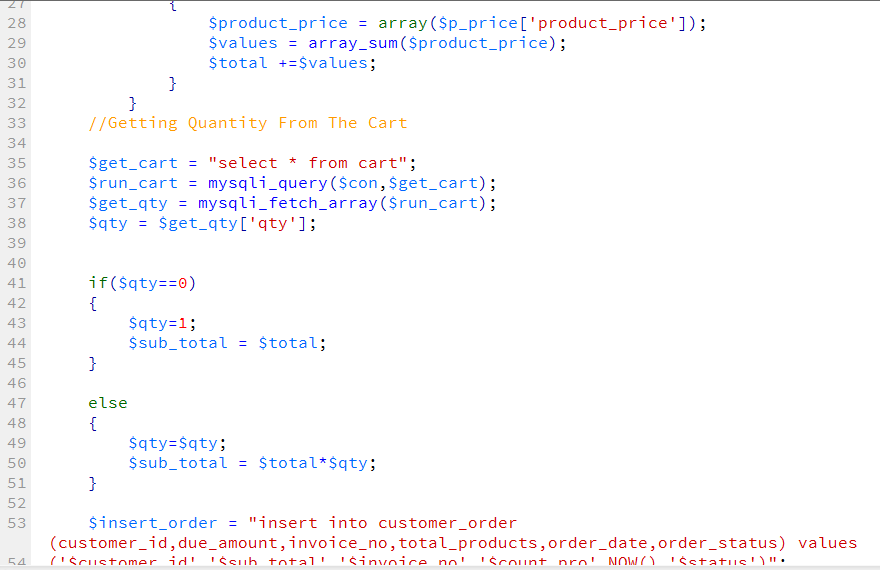 27 {
28 $product_price = array($p_price['product_price']);
29 $values = array_sum($product_price);
30 $total +=$values;
31 }
32 }
33 //Getting Quantity From The Cart
34
35 $get_cart = "select * from cart";
36 $run_cart = mysqli_query($con,$get_cart);
37 $get_qty = mysqli_fetch_array($run_cart);
38 $qty = $get_qty['qty'];
39
40
41 if($qty==0)
42 {
43 $qty=1;
44 $sub_total = $total;
45 }
46
47 else
48 {
49 $qty=$qty;
50 $sub_total = $total*$qty;
51 }
52
53 $insert_order = "insert into customer_order
(customer_id,due_amount,invoice_no,total_products,order_date,order_status) values
54 ('$customer_id','$sub_total','$invoice_no','$count_pro',NOW(),'$status')";